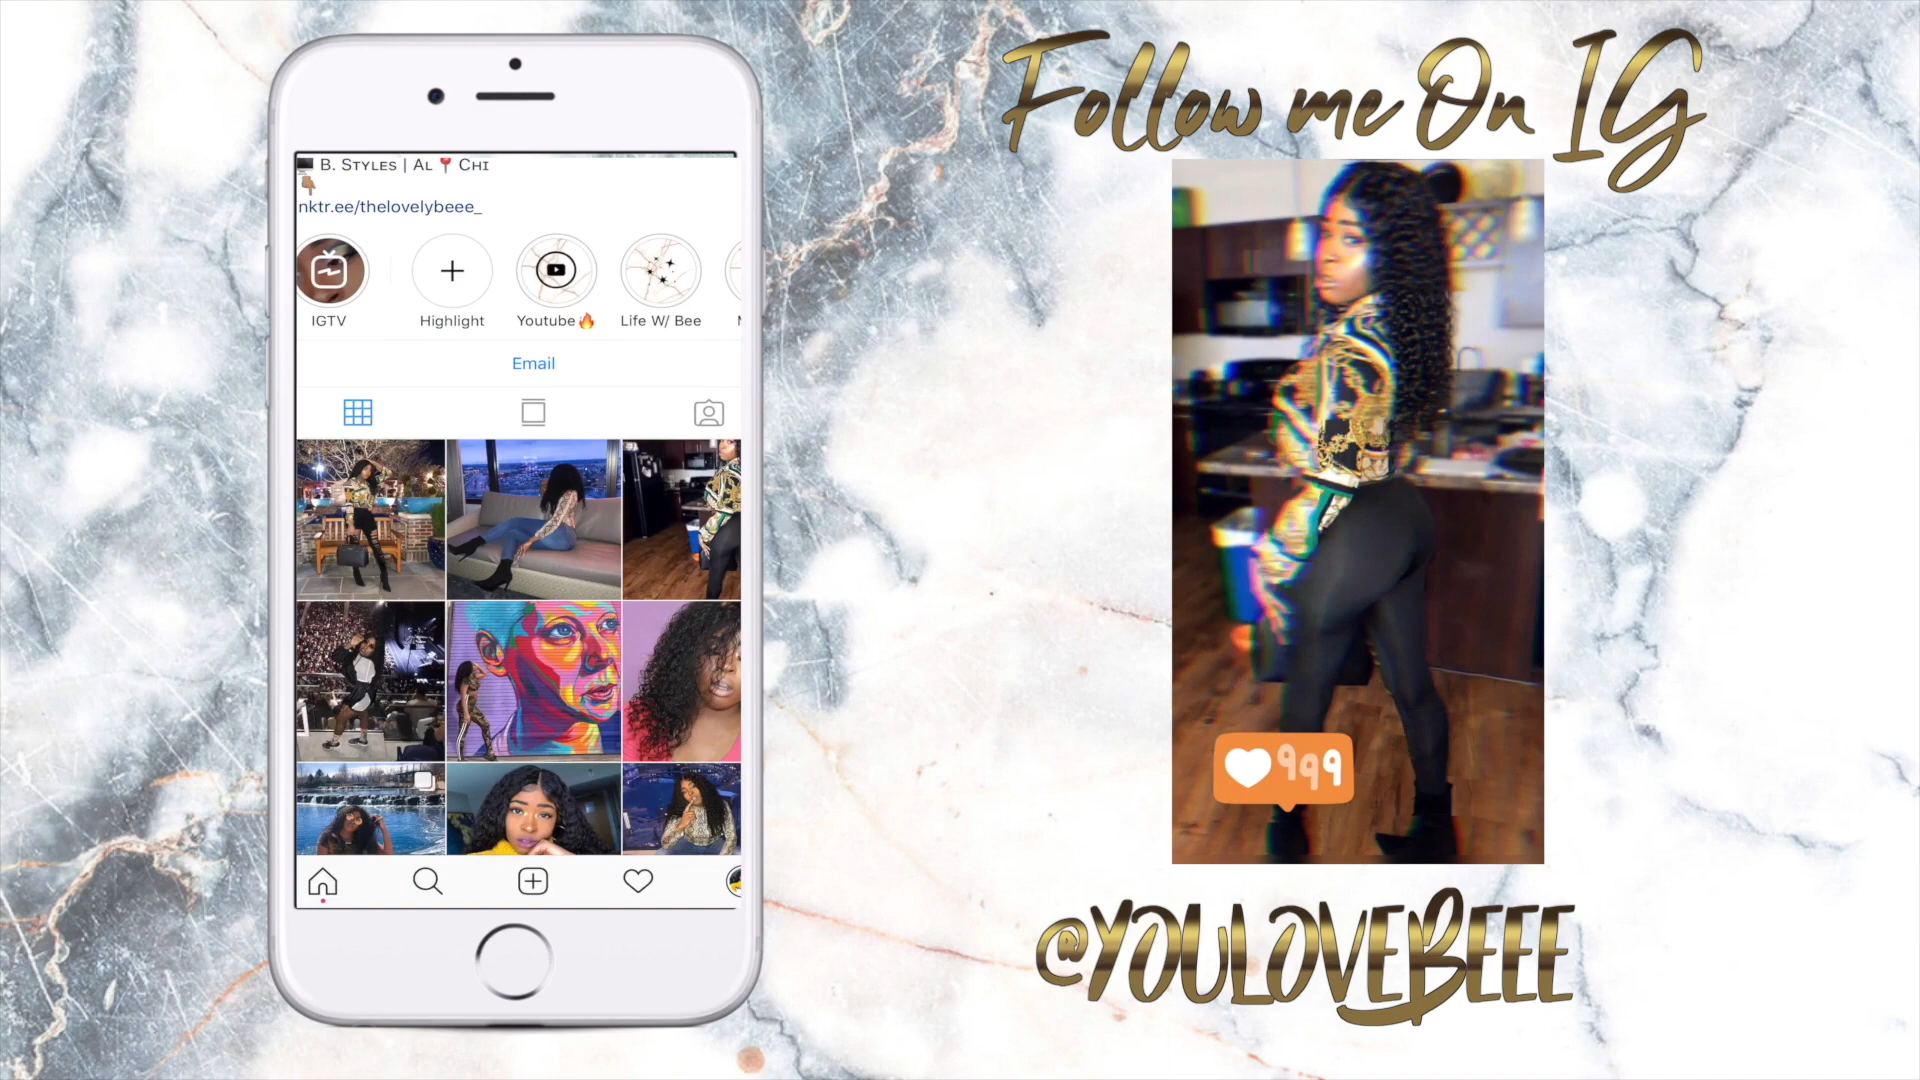 B. Styles | Al 📍 Chi
nktr.ee/thelovelybeee_
IGTV
Highlight
Youtube🔥
Life W/ Bee
Email
Follow me On IG
999
@YOULOVEBEEE